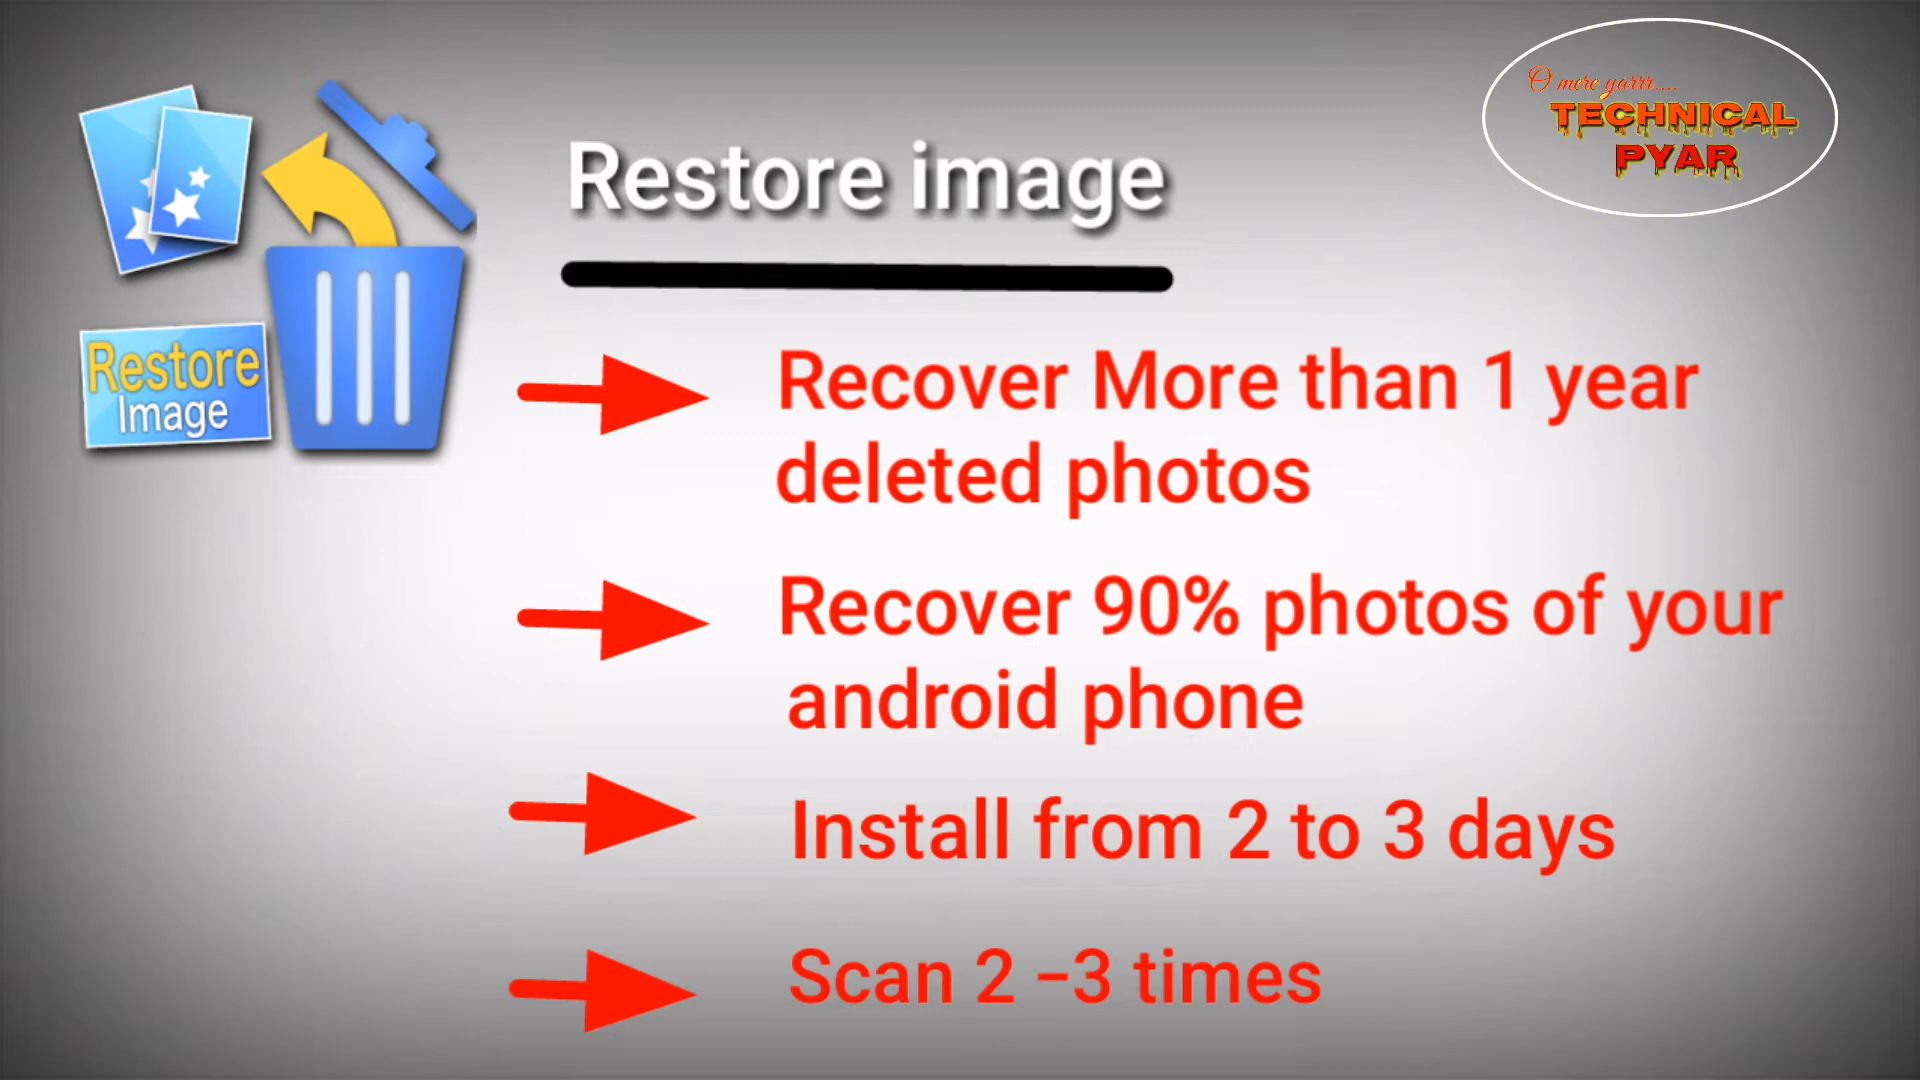 O mere yarrr....
TECHNICAL
PYAR
Restore image
Restore
Image
Recover More than 1 year
deleted photos
Recover 90% photos of your
android phone
Install from 2 to 3 days
Scan 2 –3 times